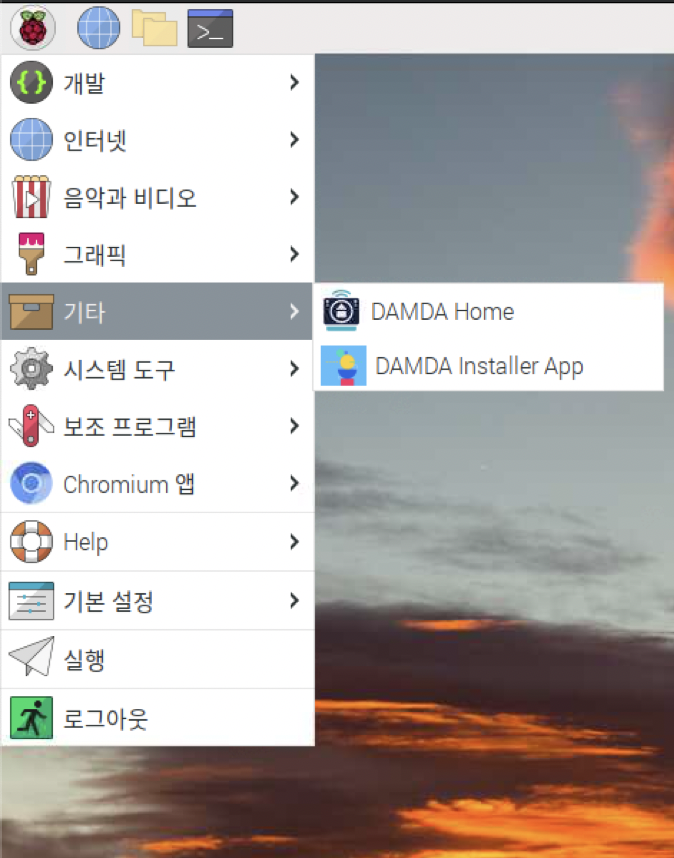 개발
인터넷
음악과 비디오
그래픽
기타
DAMDA Home
DAMDA Installer App
시스템 도구
보조 프로그램
Chromium 앱
Help
기본 설정
실행
로그아웃